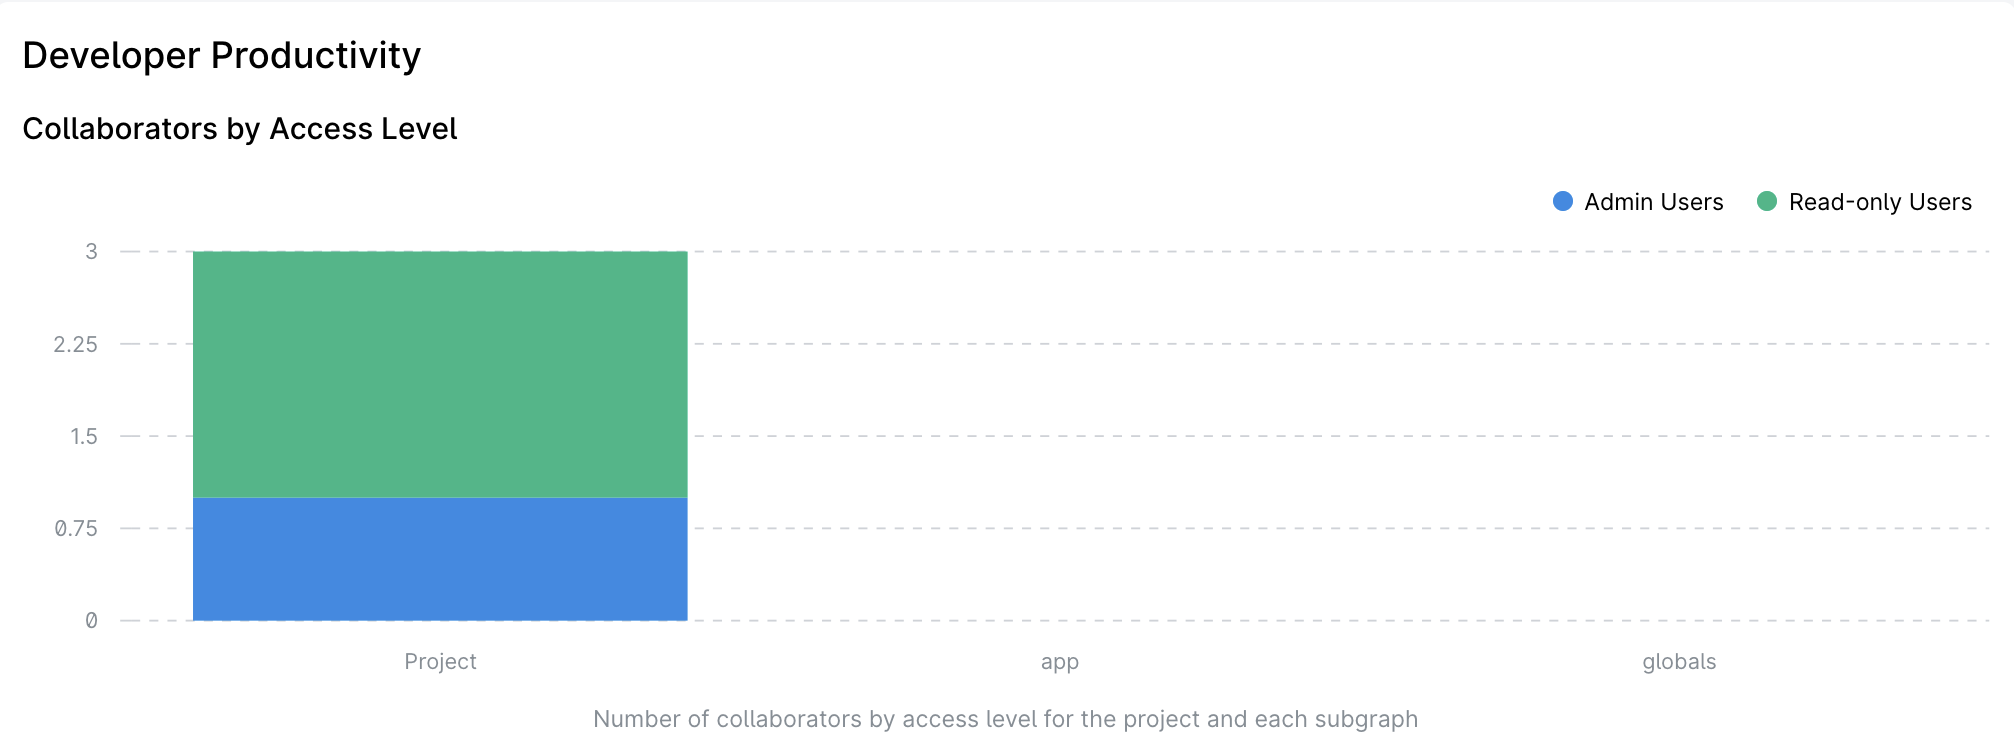 Developer Productivity
Collaborators by Access Level
Admin Users Read-only Users
3
2.25
1.5
0.75
0
Project app globals
Number of collaborators by access level for the project and each subgraph